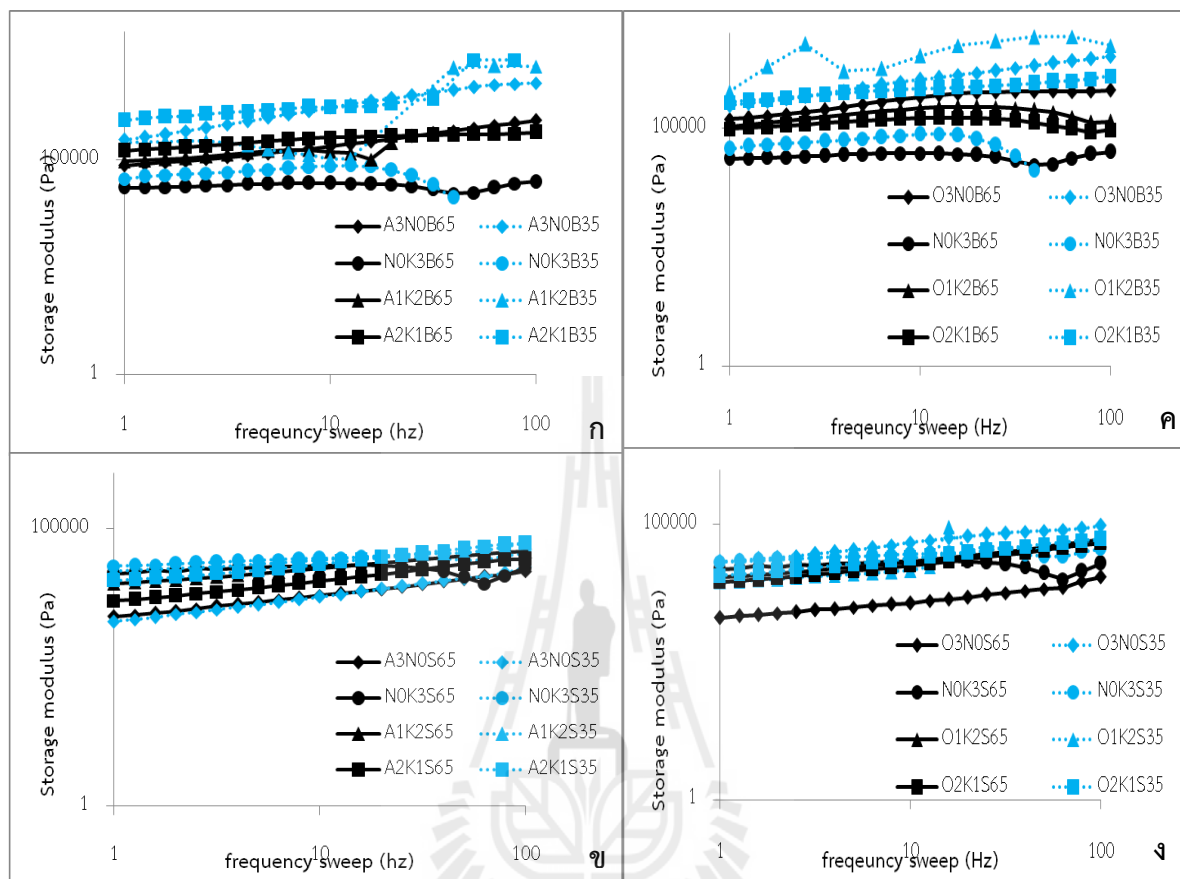 Storage modulus (Pa)
100000
1
1
10
100
freqeuncy sweep (hz)
A3N0B65
A3N0B35
N0K3B65
N0K3B35
A1K2B65
A1K2B35
A2K1B65
A2K1B35
ก
Storage modulus (Pa)
100000
1
1
10
100
freqeuncy sweep (Hz)
O3N0B65
O3N0B35
N0K3B65
N0K3B35
O1K2B65
O1K2B35
O2K1B65
O2K1B35
ค
Storage modulus (Pa)
100000
1
1
10
100
frequency sweep (hz)
A3N0S65
A3N0S35
N0K3S65
N0K3S35
A1K2S65
A1K2S35
A2K1S65
A2K1S35
ข
Storage modulus (Pa)
100000
1
1
10
100
freqeuncy sweep (Hz)
O3N0S65
O3N0S35
N0K3S65
N0K3S35
O1K2S65
O1K2S35
O2K1S65
O2K1S35
ง